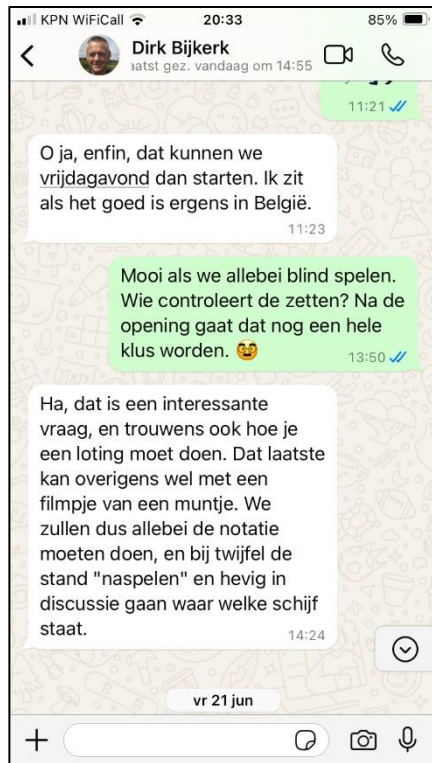 KPN WiFiCall 20:33 85%
Dirk Bijkerk
aatst gez. vandaag om 14:55
11:21
O ja, enfin, dat kunnen we
vrijdagavond dan starten. Ik zit
als het goed is ergens in België.
11:23
Mooi als we allebei blind spelen.
Wie controleert de zetten? Na de
opening gaat dat nog een hele
klus worden. 🥸
13:50
Ha, dat is een interessante
vraag, en trouwens ook hoe je
een loting moet doen. Dat laatste
kan overigens wel met een
filmpje van een muntje. We
zullen dus allebei de notatie
moeten doen, en bij twijfel de
stand "naspelen" en hevig in
discussie gaan waar welke schijf
staat.
14:24
vr 21 jun